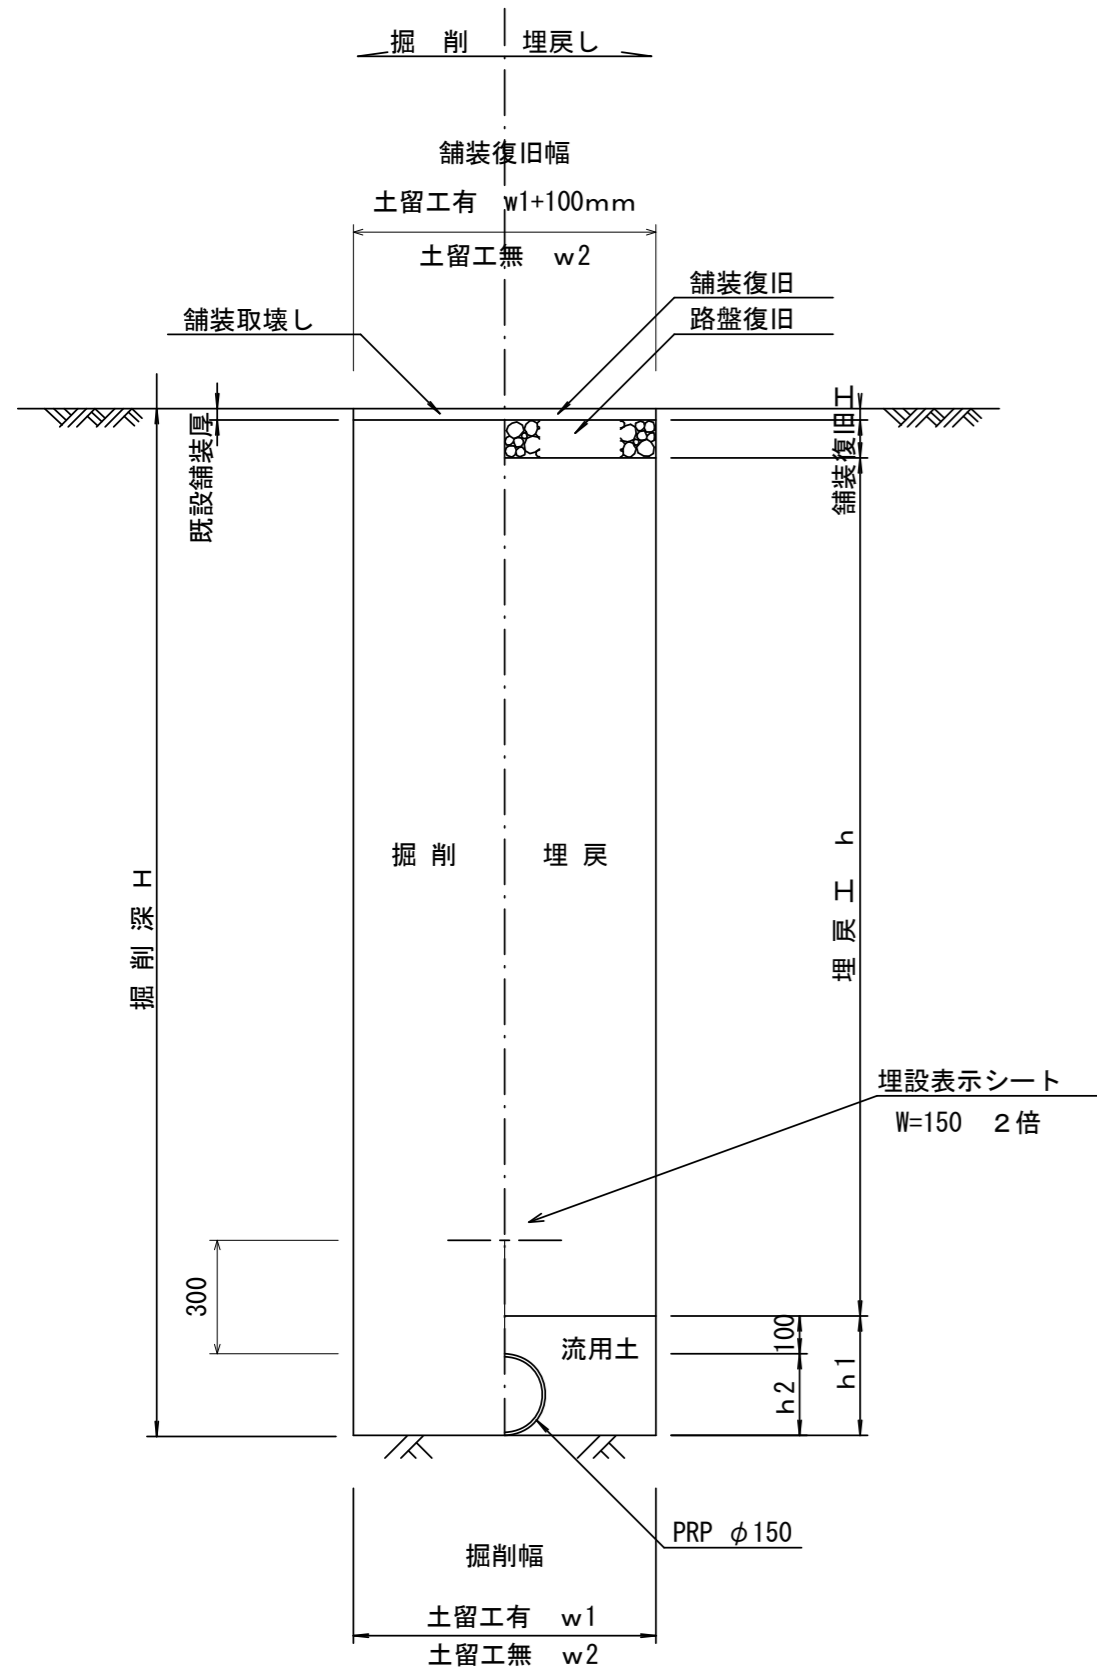 掘 削 埋戻し
舗装復旧幅
土留工有 w1+100mm
土留工無 w2
舗装復旧
舗装取壊し
路盤復旧
既設舗装厚
舗装復旧工
掘 削 埋 戻
掘 削 深 H
埋 戻 工 h
埋設表示シート
W=150 2倍
300
流用土
100
h2
h1
PRP φ150
掘削幅
土留工有 w1
土留工無 w2